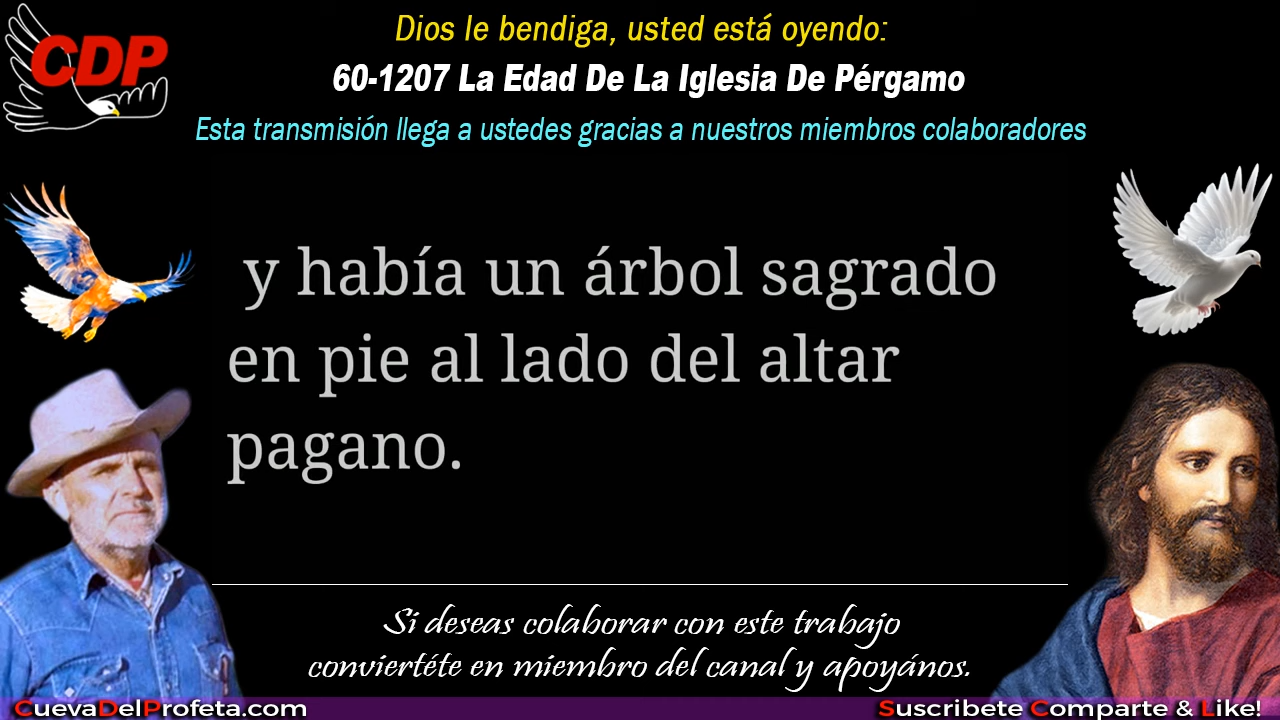 CDP
Dios le bendiga, usted está oyendo:
60-1207 La Edad De La Iglesia De Pérgamo
Esta transmisión llega a ustedes gracias a nuestros miembros colaboradores
y había un árbol sagrado
en pie al lado del altar
pagano.
Si deseas colaborar con este trabajo
conviertéte en miembro del canal y apoyános.
CuevaDelProfeta.com
Suscribete Comparte & Like!